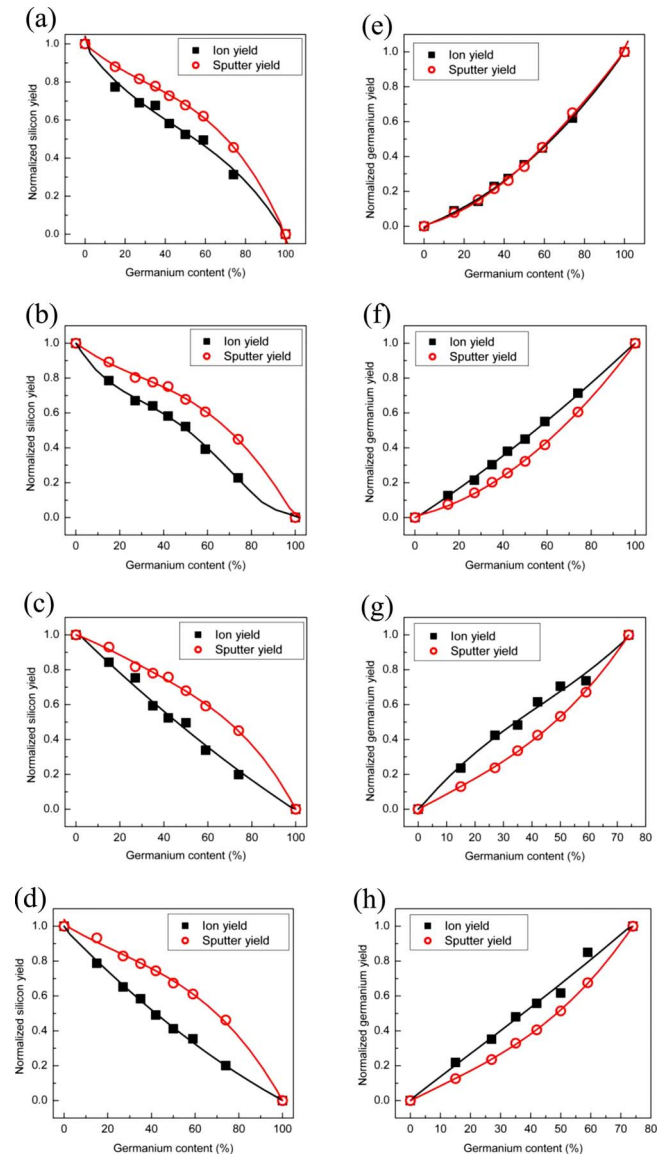 (a)
Normalized silicon yield
1.0
0.8
0.6
0.4
0.2
0.0
Ion yield
Sputter yield
0 20 40 60 80 100
Germanium content (%)
(e)
Normalized germanium yield
1.0
0.8
0.6
0.4
0.2
0.0
Ion yield
Sputter yield
0 20 40 60 80 100
Germanium content (%)
(b)
Normalized silicon yield
1.0
0.8
0.6
0.4
0.2
0.0
Ion yield
Sputter yield
0 20 40 60 80 100
Germanium content (%)
(f)
Normalized germanium yield
1.0
0.8
0.6
0.4
0.2
0.0
Ion yield
Sputter yield
0 20 40 60 80 100
Germanium content (%)
(c)
Normalized silicon yield
1.0
0.8
0.6
0.4
0.2
0.0
Ion yield
Sputter yield
0 20 40 60 80 100
Germanium content (%)
(g)
Normalized germanium yield
1.0
0.8
0.6
0.4
0.2
0.0
Ion yield
Sputter yield
0 10 20 30 40 50 60 70 80
Germanium content (%)
(d)
Normalized silicon yield
1.0
0.8
0.6
0.4
0.2
0.0
Ion yield
Sputter yield
0 20 40 60 80 100
Germanium content (%)
(h)
Normalized germanium yield
1.0
0.8
0.6
0.4
0.2
0.0
Ion yield
Sputter yield
0 10 20 30 40 50 60 70 80
Germanium content (%)